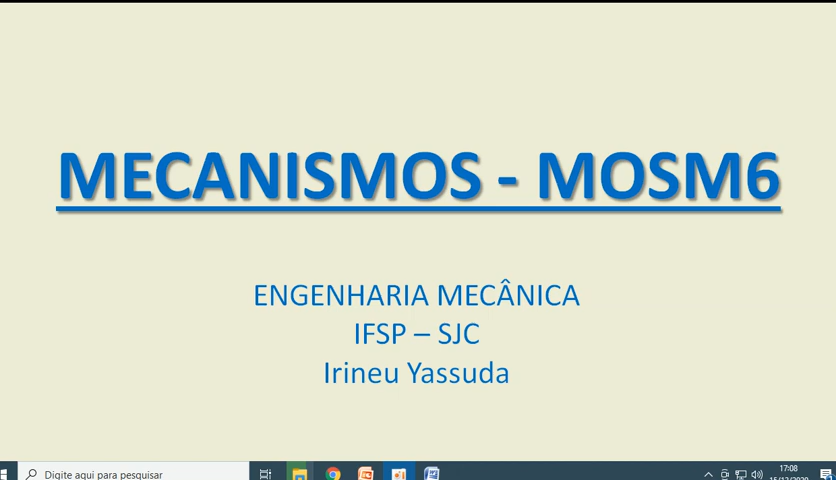 MECANISMOS - MOSM6
ENGENHARIA MECÂNICA
IFSP – SJC
Irineu Yassuda
Digite aqui para pesquisar
17:08